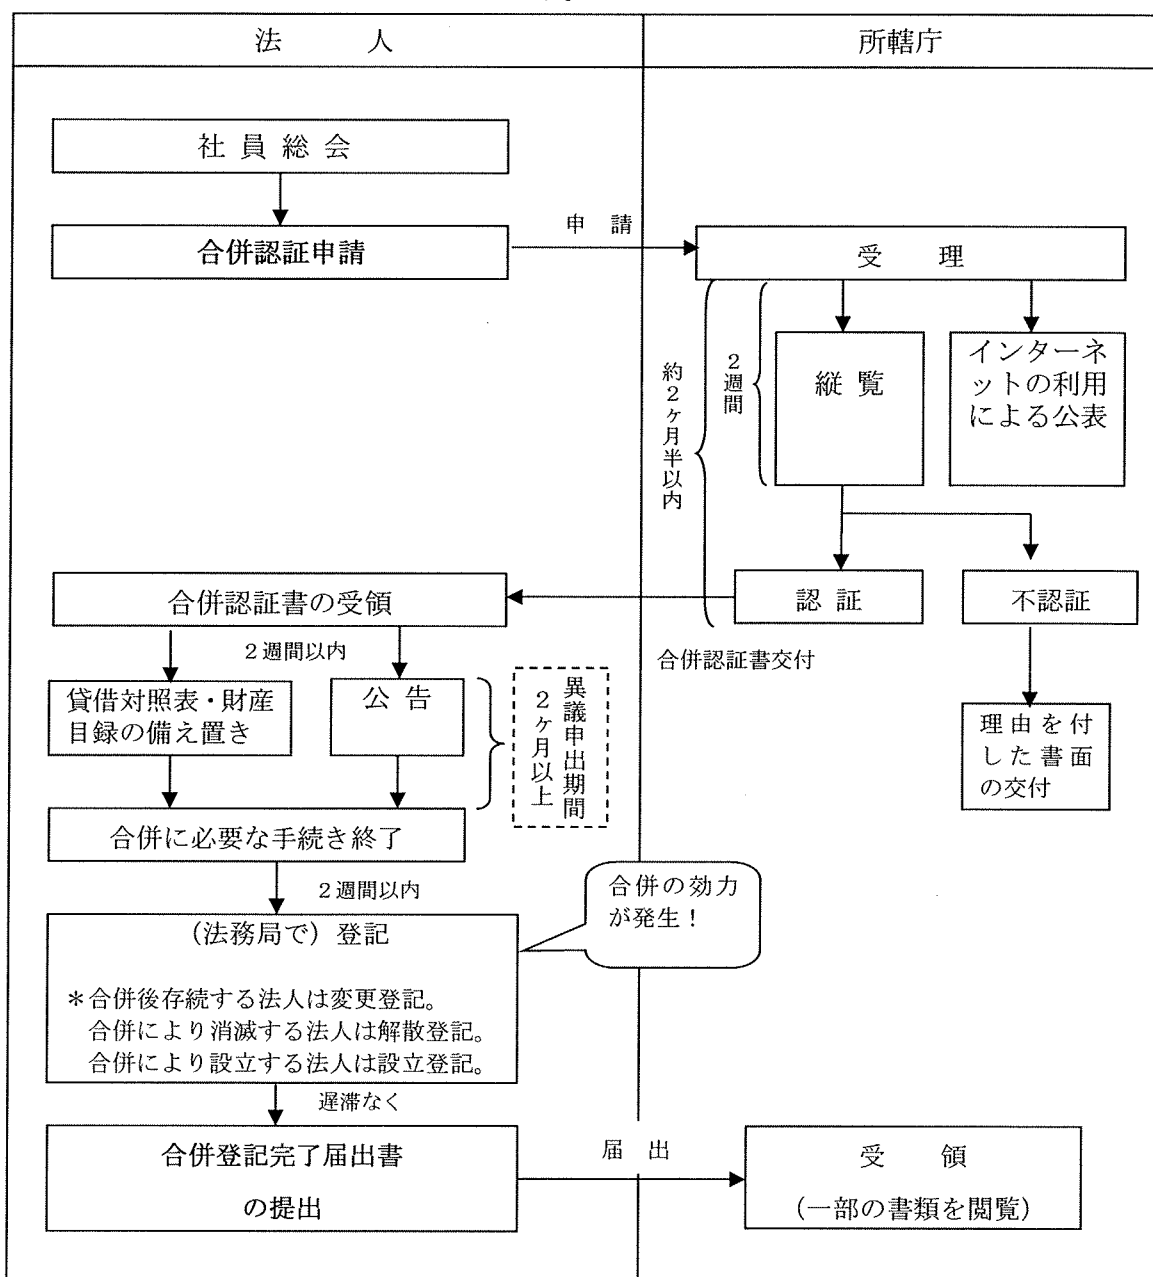 法　人
所轄庁
社員総会
合併認証申請
申　請
受　理
約２ヶ月半以内
２週間
縦覧
インターネ
ットの利用
による公表
認証
不認証
合併認証書の受領
合併認証書交付
２週間以内
貸借対照表・財産
目録の備え置き
公告
異議申出期間
２ヶ月以上
理由を付
した書面
の交付
合併に必要な手続き終了
２週間以内
合併の効力
が発生！
（法務局で）登記
＊合併後存続する法人は変更登記。
合併により消滅する法人は解散登記。
合併により設立する法人は設立登記。
遅滞なく
合併登記完了届出書
の提出
届　出
受　領
（一部の書類を閲覧）